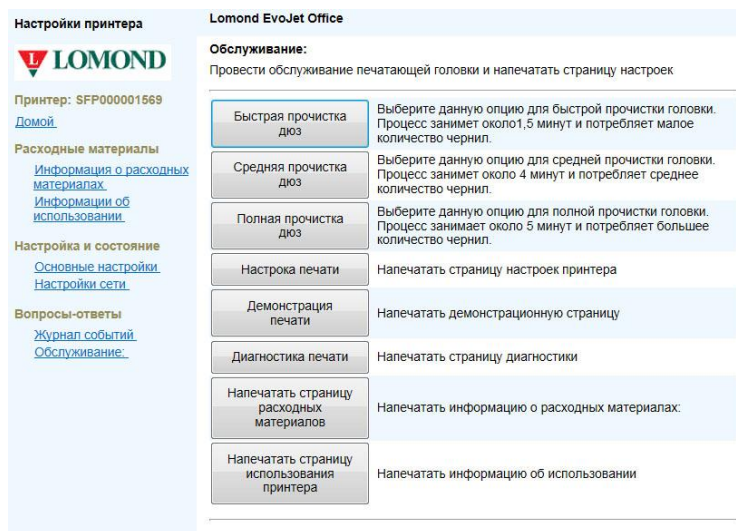 Настройки принтера
L LOMOND
Принтер: SFP000001569
Домой
Расходные материалы
Информация о расходных
материалах
Информации об
использовании
Настройка и состояние
Основные настройки
Настройки сети
Вопросы-ответы
Журнал событий
Обслуживание:
Lomond EvoJet Office
Обслуживание:
Провести обслуживание печатающей головки и напечатать страницу настроек
Быстрая прочистка
дюз
Выберите данную опцию для быстрой прочистки головки.
Процесс занимет около1,5 минут и потребляет малое
количество чернил.
Средняя прочистка
дюз
Выберите данную опцию для средней прочистки головки.
Процесс занимет около 4 минут и потребляет среднее
количество чернил.
Полная прочистка
дюз
Выберите данную опцию для полной прочистки головки.
Процесс занимает около 5 минут и потребляет большее
количество чернил.
Настрока печати
Напечатать страницу настроек принтера
Демонстрация
печати
Напечатать демонстрационную страницу
Диагностика печати
Напечатать страницу диагностики
Напечатать страницу
расходных
материалов
Напечатать информацию о расходных материалах:
Напечатать страницу
использования
принтера
Напечатать информацию об использовании